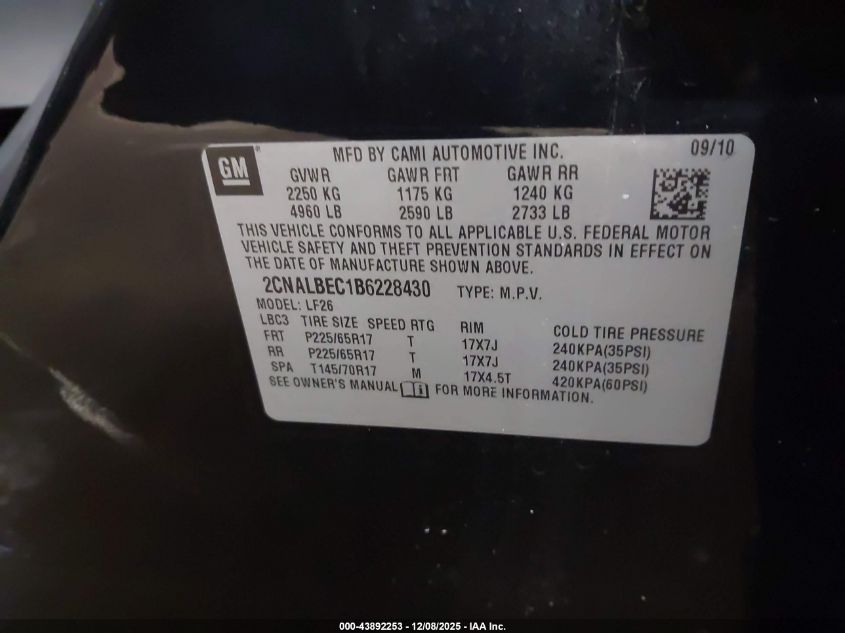 GM
MFD BY CAMI AUTOMOTIVE INC. 09/10
GVWR GAWR FRT GAWR RR
2250 KG 1175 KG 1240 KG
4960 LB 2590 LB 2733 LB
THIS VEHICLE CONFORMS TO ALL APPLICABLE U.S. FEDERAL MOTOR
VEHICLE SAFETY AND THEFT PREVENTION STANDARDS IN EFFECT ON
THE DATE OF MANUFACTURE SHOWN ABOVE.
2CNALBEC1B6228430 TYPE: M.P.V.
MODEL: LF26
LBC3 TIRE SIZE SPEED RTG RIM COLD TIRE PRESSURE
FRT P225/65R17 T 17X7J 240KPA(35PSI)
RR P225/65R17 T 17X7J 240KPA(35PSI)
SPA T145/70R17 M 17X4.5T 420KPA(60PSI)
SEE OWNER'S MANUAL FOR MORE INFORMATION.
000-43892253 - 12/08/2025 - IAA Inc.